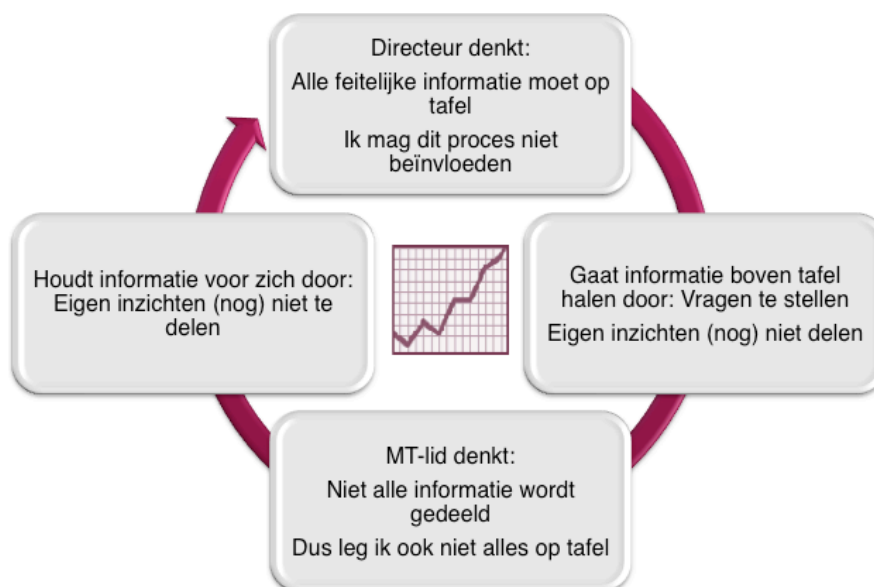 Directeur denkt:
Alle feitelijke informatie moet op
tafel
Ik mag dit proces niet
beïnvloeden
Gaat informatie boven tafel
halen door: Vragen te stellen
Eigen inzichten (nog) niet delen
MT-lid denkt:
Niet alle informatie wordt
gedeeld
Dus leg ik ook niet alles op tafel
Houdt informatie voor zich door:
Eigen inzichten (nog) niet te
delen